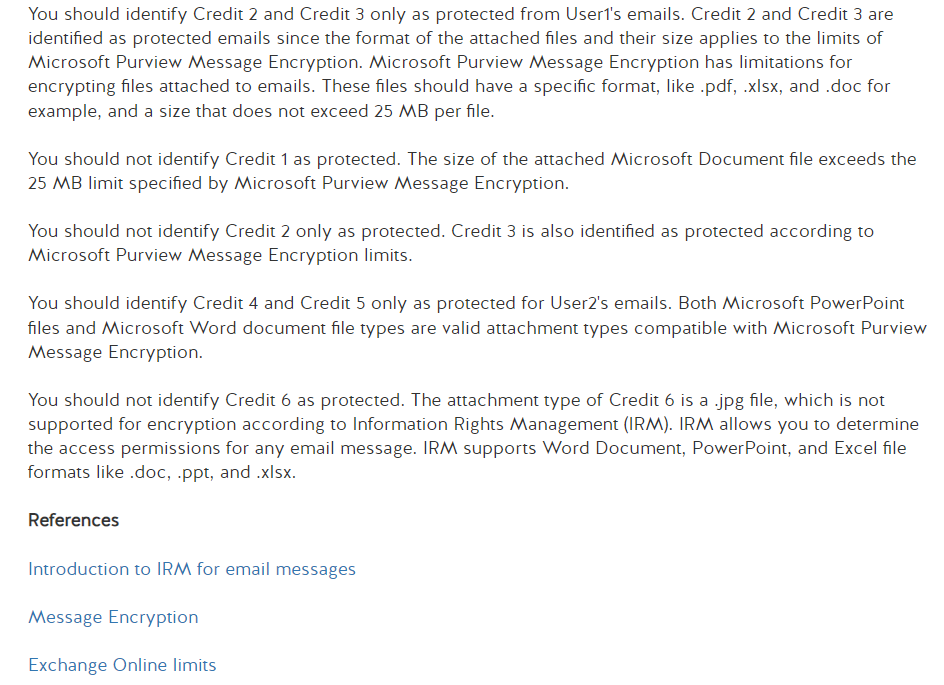 You should identify Credit 2 and Credit 3 only as protected from User1's emails. Credit 2 and Credit 3 are
identified as protected emails since the format of the attached files and their size applies to the limits of
Microsoft Purview Message Encryption. Microsoft Purview Message Encryption has limitations for
encrypting files attached to emails. These files should have a specific format, like .pdf, .xlsx, and .doc for
example, and a size that does not exceed 25 MB per file.
You should not identify Credit 1 as protected. The size of the attached Microsoft Document file exceeds the
25 MB limit specified by Microsoft Purview Message Encryption.
You should not identify Credit 2 only as protected. Credit 3 is also identified as protected according to
Microsoft Purview Message Encryption limits.
You should identify Credit 4 and Credit 5 only as protected for User2's emails. Both Microsoft PowerPoint
files and Microsoft Word document file types are valid attachment types compatible with Microsoft Purview
Message Encryption.
You should not identify Credit 6 as protected. The attachment type of Credit 6 is a .jpg file, which is not
supported for encryption according to Information Rights Management (IRM). IRM allows you to determine
the access permissions for any email message. IRM supports Word Document, PowerPoint, and Excel file
formats like .doc, .ppt, and .xlsx.
References
Introduction to IRM for email messages
Message Encryption
Exchange Online limits